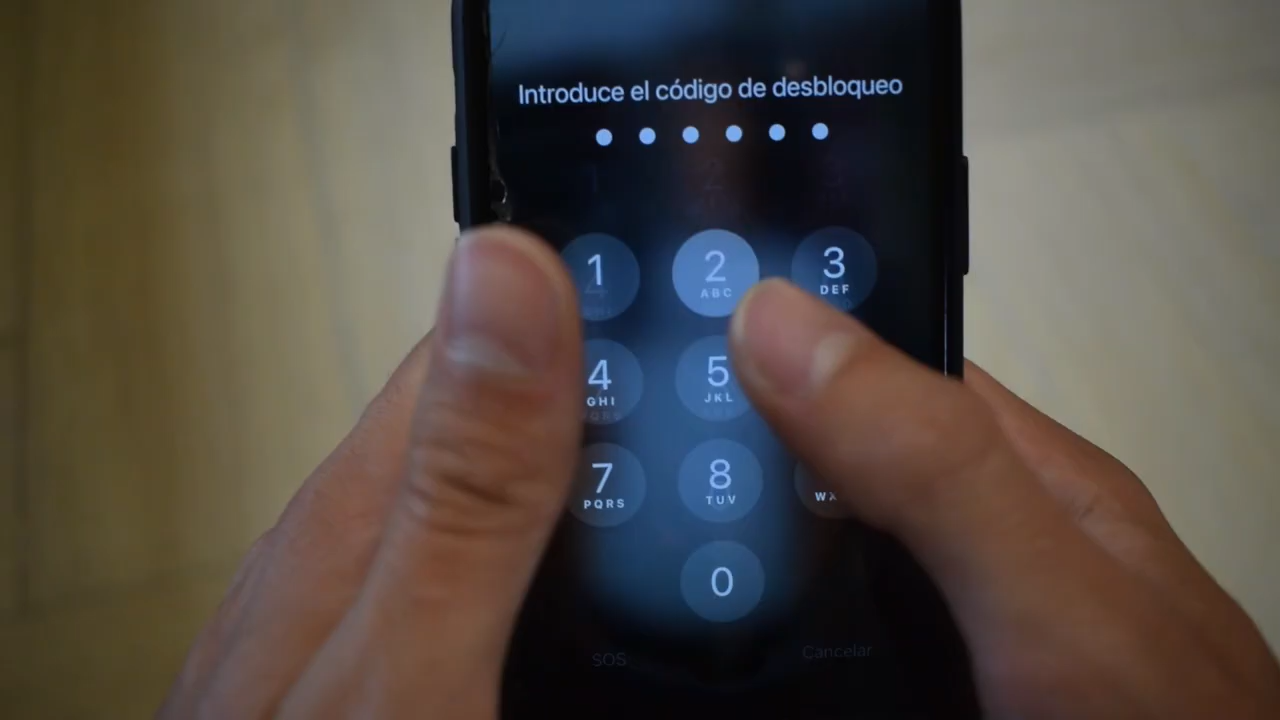 Introduce el código de desbloqueo
1 2 3
ABC DEF
4 5
GHI JKL
7 8
PQRS TUV
0
SOS Cancelar